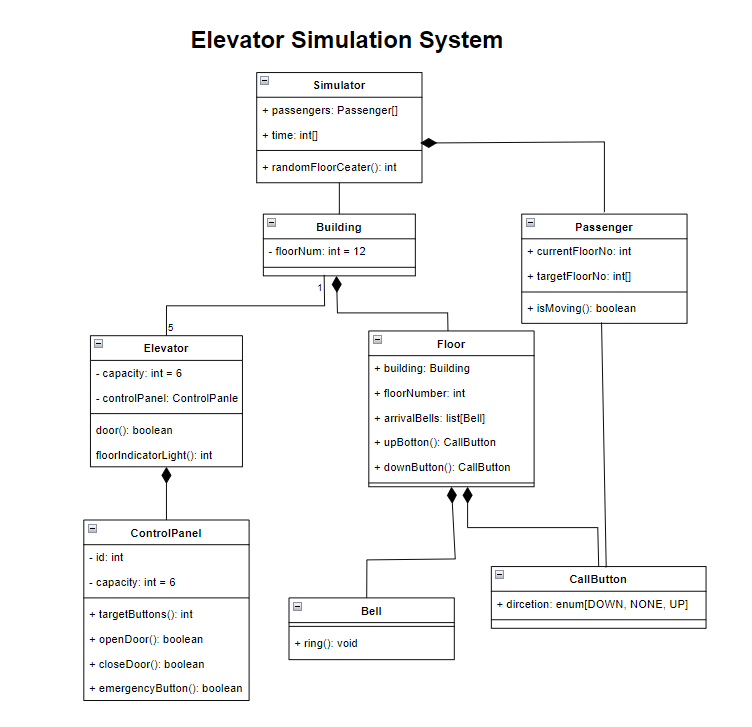 Elevator Simulation System
Simulator
+ passengers: Passenger[]
+ time: int[]
+ randomFloorCeater(): int
Building
- floorNum: int = 12
Passenger
+ currentFloorNo: int
+ targetFloorNo: int[]
+ isMoving(): boolean
1
5
Elevator
- capacity: int = 6
- controlPanel: ControlPanle
door(): boolean
floorIndicatorLight(): int
Floor
+ building: Building
+ floorNumber: int
+ arrivalBells: list[Bell]
+ upBotton(): CallButton
+ downButton(): CallButton
ControlPanel
- id: int
- capacity: int = 6
+ targetButtons(): int
+ openDoor(): boolean
+ closeDoor(): boolean
+ emergencyButton(): boolean
Bell
+ ring(): void
CallButton
+ dircetion: enum[DOWN, NONE, UP]